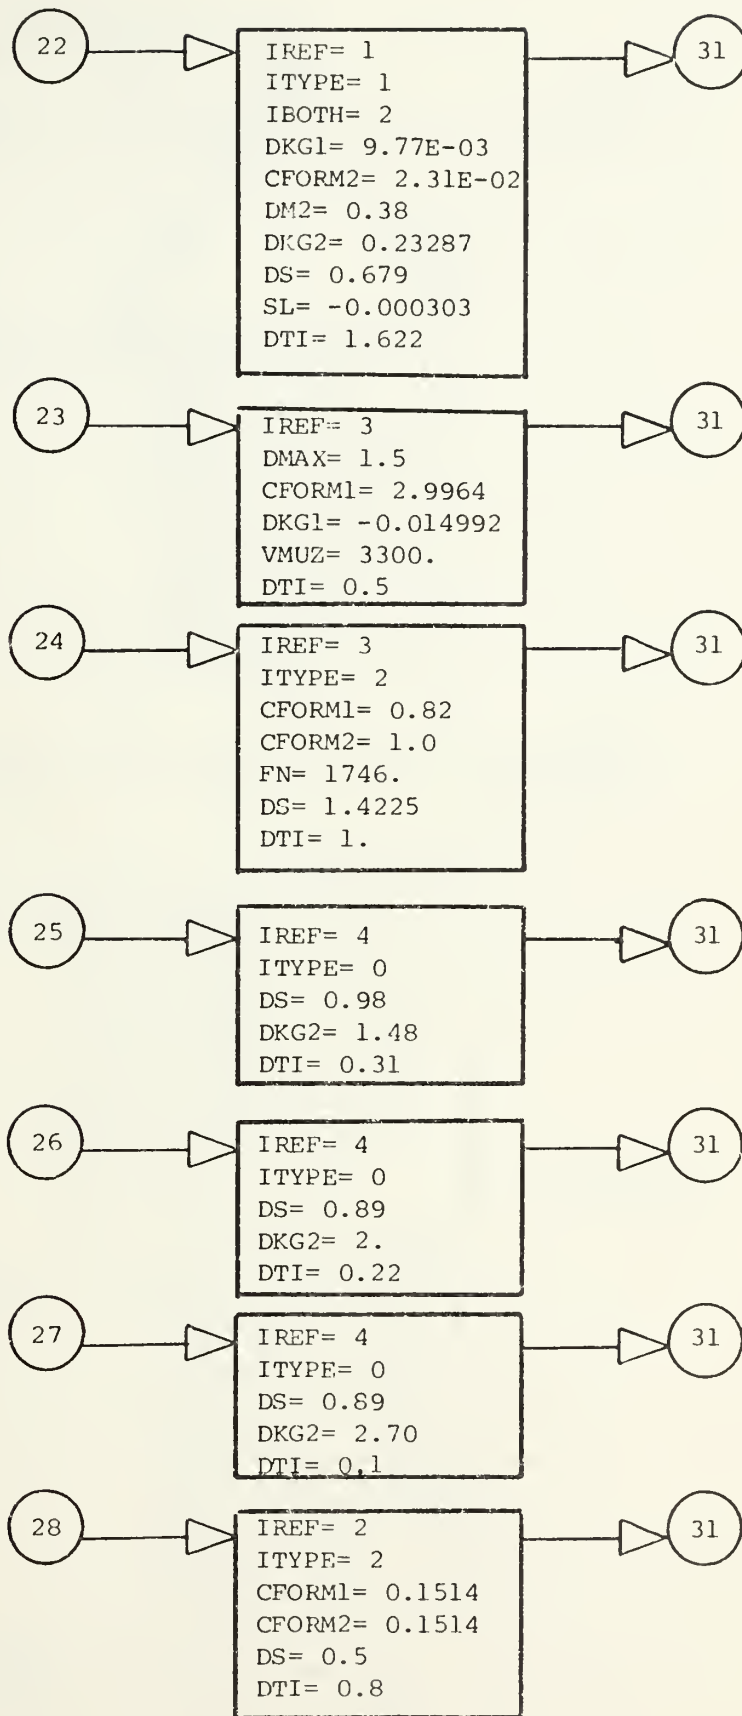 22
IREF= 1
ITYPE= 1
IBOTH= 2
DKG1= 9.77E-03
CFORM2= 2.31E-02
DM2= 0.38
DKG2= 0.23287
DS= 0.679
SL= -0.000303
DTI= 1.622
31
23
IREF= 3
DMAX= 1.5
CFORM1= 2.9964
DKG1= -0.014992
VMUZ= 3300.
DTI= 0.5
31
24
IREF= 3
ITYPE= 2
CFORM1= 0.82
CFORM2= 1.0
FN= 1746.
DS= 1.4225
DTI= 1.
31
25
IREF= 4
ITYPE= 0
DS= 0.98
DKG2= 1.48
DTI= 0.31
31
26
IREF= 4
ITYPE= 0
DS= 0.89
DKG2= 2.
DTI= 0.22
31
27
IREF= 4
ITYPE= 0
DS= 0.89
DKG2= 2.70
DTI= 0.1
31
28
IREF= 2
ITYPE= 2
CFORM1= 0.1514
CFORM2= 0.1514
DS= 0.5
DTI= 0.8
31